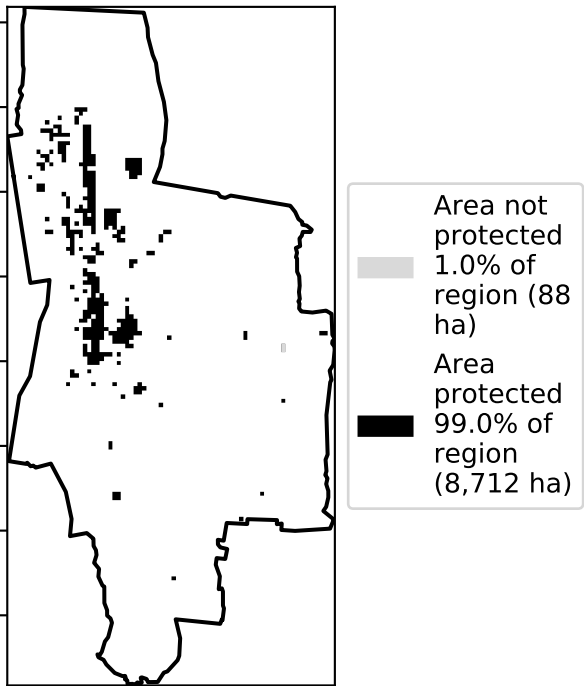 Area not
protected
1.0% of
region (88
ha)
Area
protected
99.0% of
region
(8,712 ha)